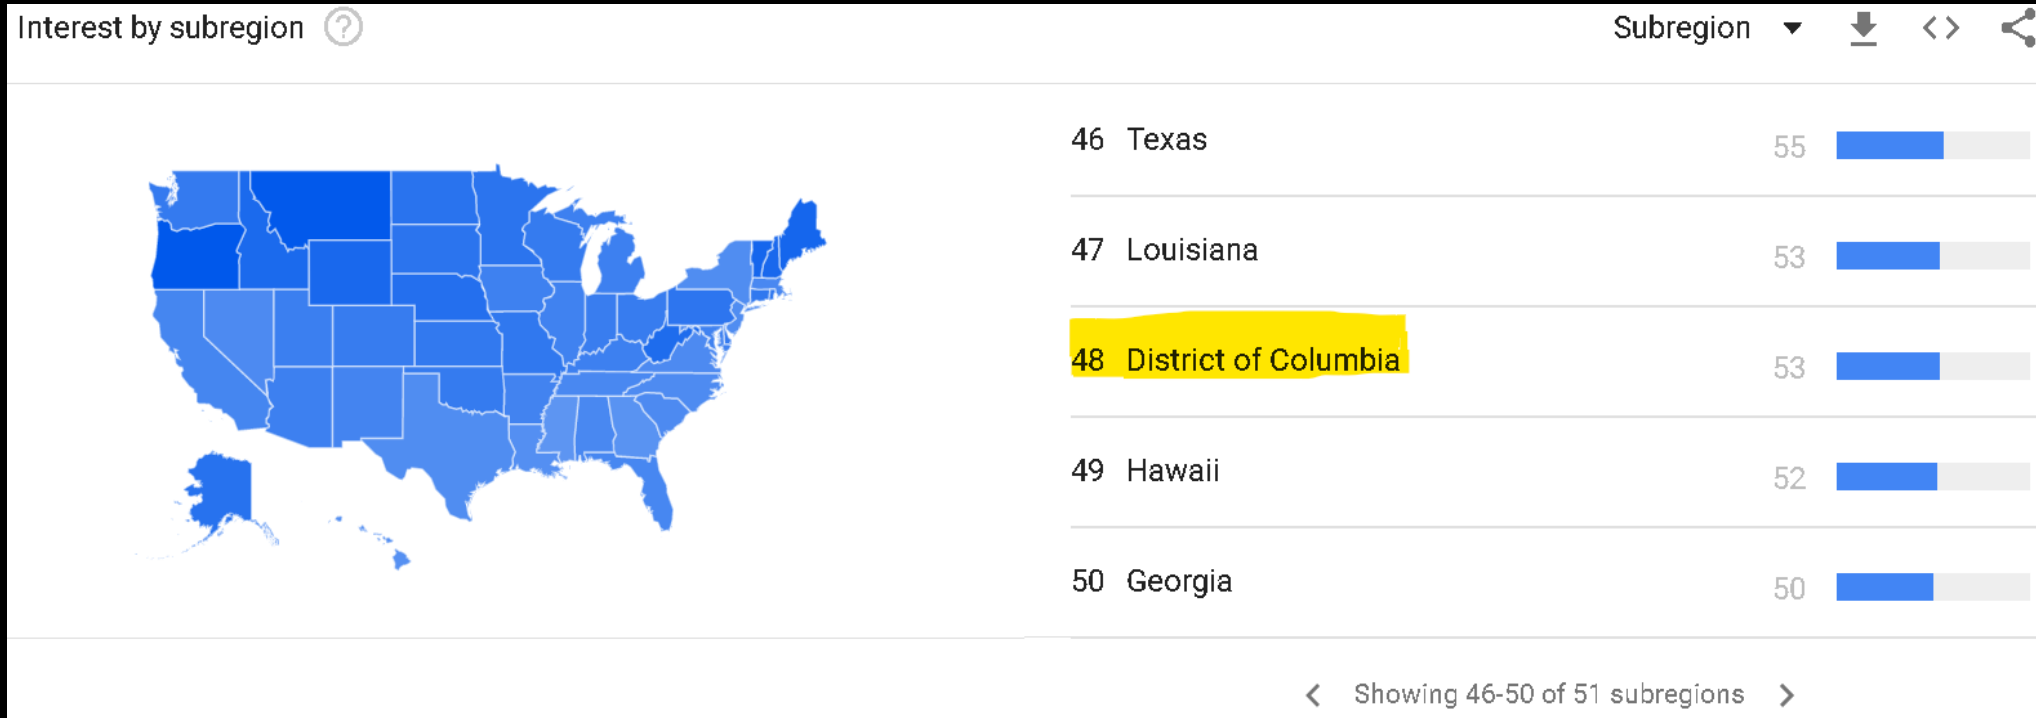 Interest by subregion ?
Subregion
46 Texas 55
47 Louisiana 53
48 District of Columbia 53
49 Hawaii 52
50 Georgia 50
Showing 46-50 of 51 subregions